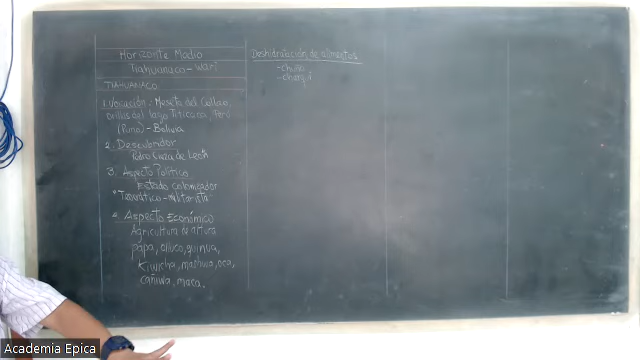 Horizonte Medio
Tiahuanaco - Wari
TIAHUANACO
1. Ubicación: Meseta del Collao
orillas del lago Titicaca, Perú
(Puno) - Bolivia
2. Descubridor
Pedro Cieza de León
3. Aspecto Político
Estado Colonizador
"Teocrático - militarista"
4. Aspecto Económico
Agricultura de altura
papa, olluco, quinua,
Kiwicha, mashua, oca,
cañiwa, maca.
Deshidratación de alimentos
- chuño
- charqui
Academia Epica